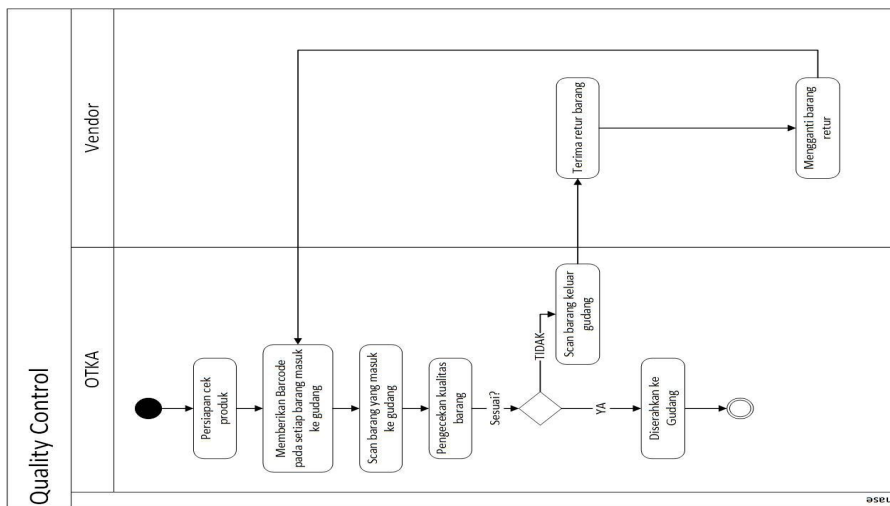 Quality Control
OTKA
Vendor
Persiapan cek
produk
Memberikan Barcode
pada setiap barang masuk
ke gudang
Scan barang yang masuk
ke gudang
Pengecekan kualitas
barang
Sesuai?
TIDAK
Scan barang keluar
gudang
Terima retur barang
Mengganti barang
retur
YA
Diserahkan ke
Gudang